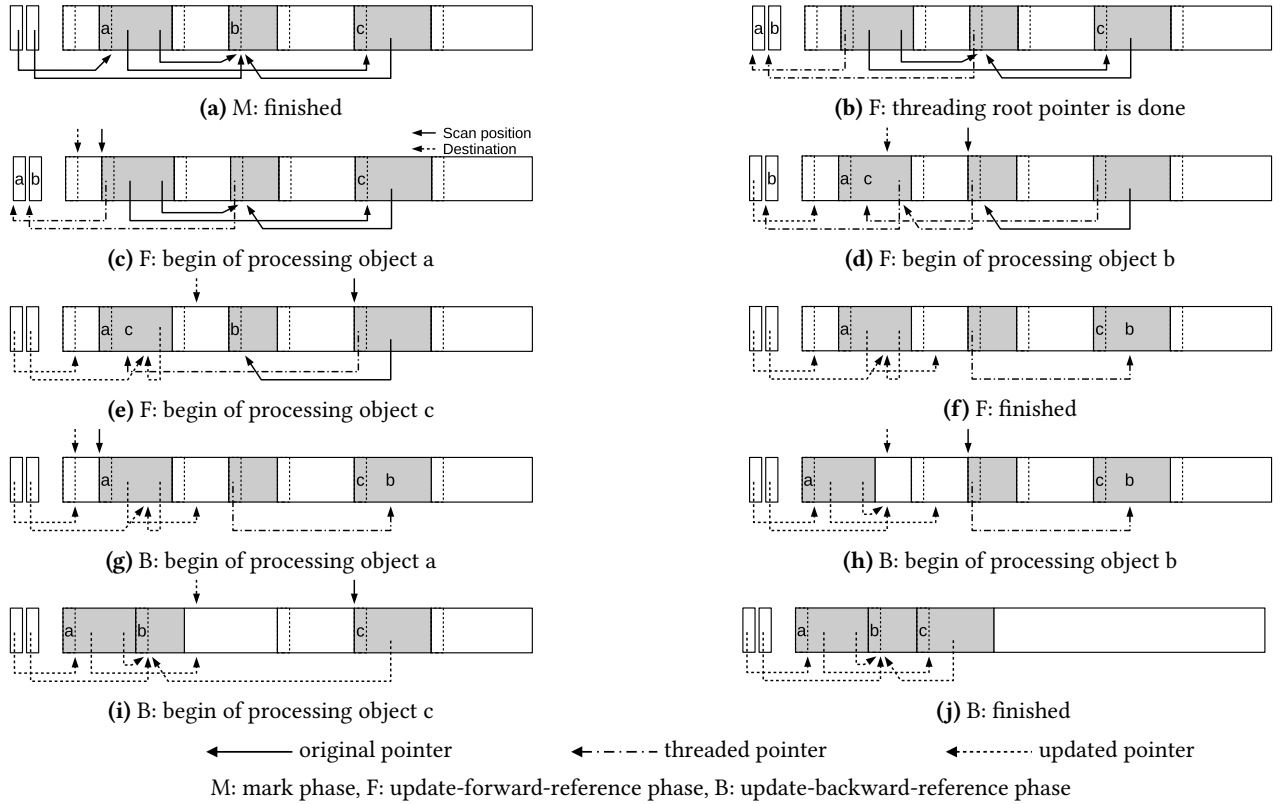 a b c
a b c
(a) M: finished
(b) F: threading root pointer is done
Scan position
Destination
a b c
b a c
(c) F: begin of processing object a
(d) F: begin of processing object b
a c b
a c b
(e) F: begin of processing object c
(f) F: finished
a c b
a c b
(g) B: begin of processing object a
(h) B: begin of processing object b
a b c
a b c
(i) B: begin of processing object c
(j) B: finished
original pointer threaded pointer updated pointer
M: mark phase, F: update-forward-reference phase, B: update-backward-reference phase